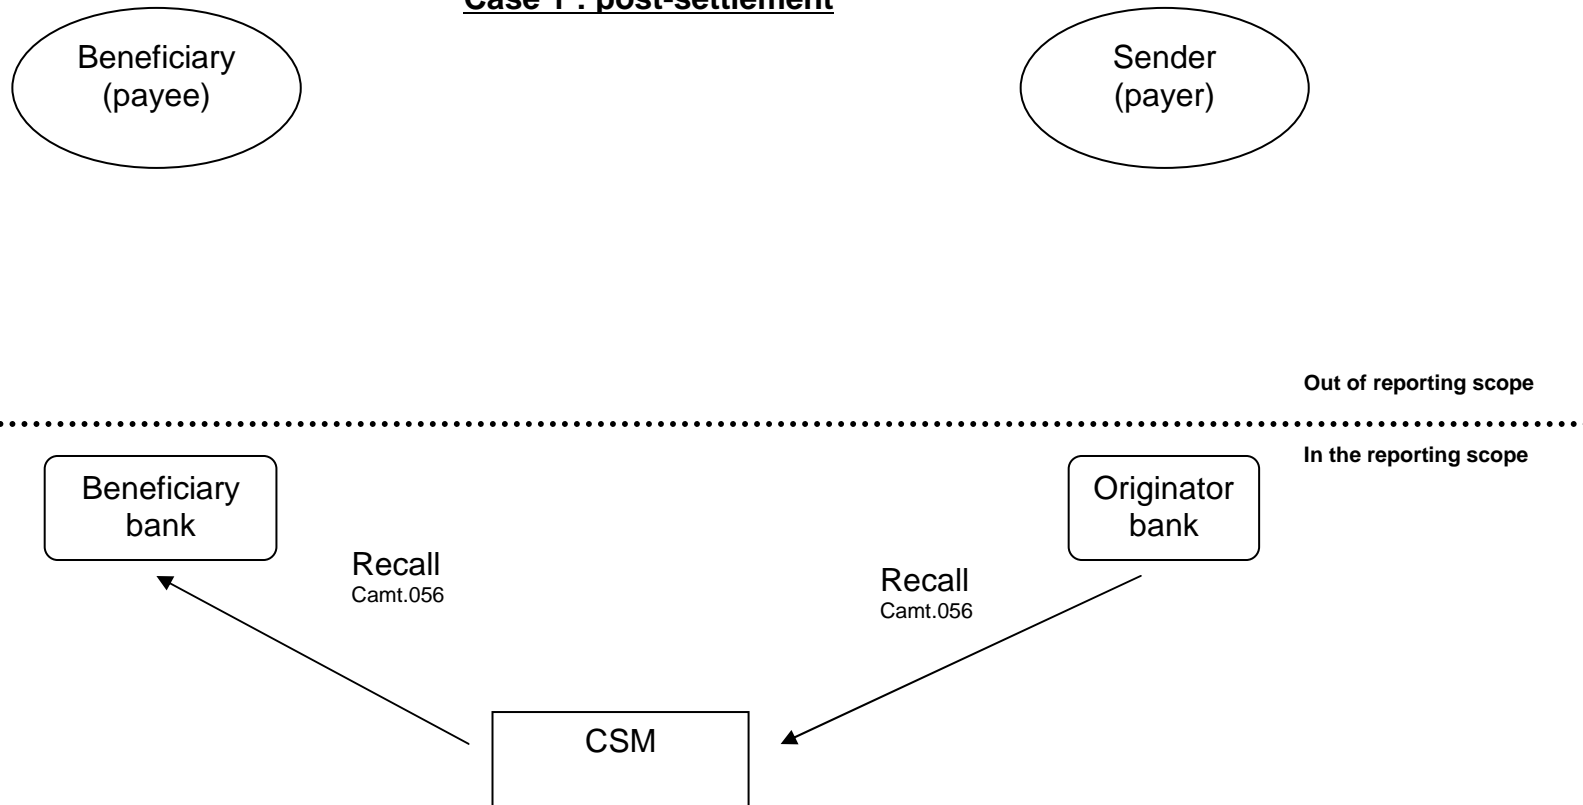 Case 1 : post-settlement
Beneficiary
(payee)
Sender
(payer)
Out of reporting scope
In the reporting scope
Beneficiary
bank
Originator
bank
Recall
Camt.056
Recall
Camt.056
CSM